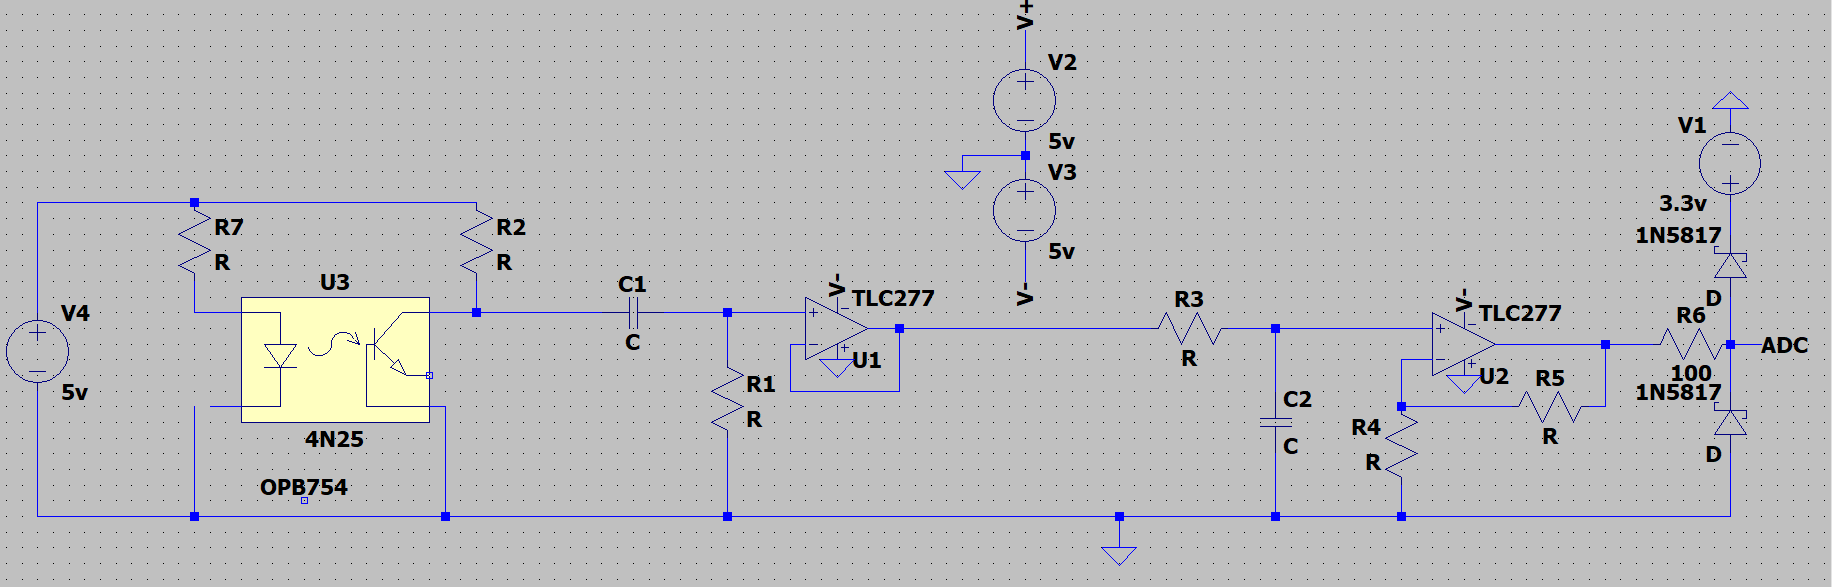 V+
V2
5v
V3
5v
V-
V1
3.3v
1N5817
D
R7
R
R2
R
U3
4N25
OPB754
V4
5v
C1
C
V-
TLC277
U1
R1
R
R3
R
C2
C
V-
TLC277
U2
R5
R
R4
R
R6
100
ADC
1N5817
D